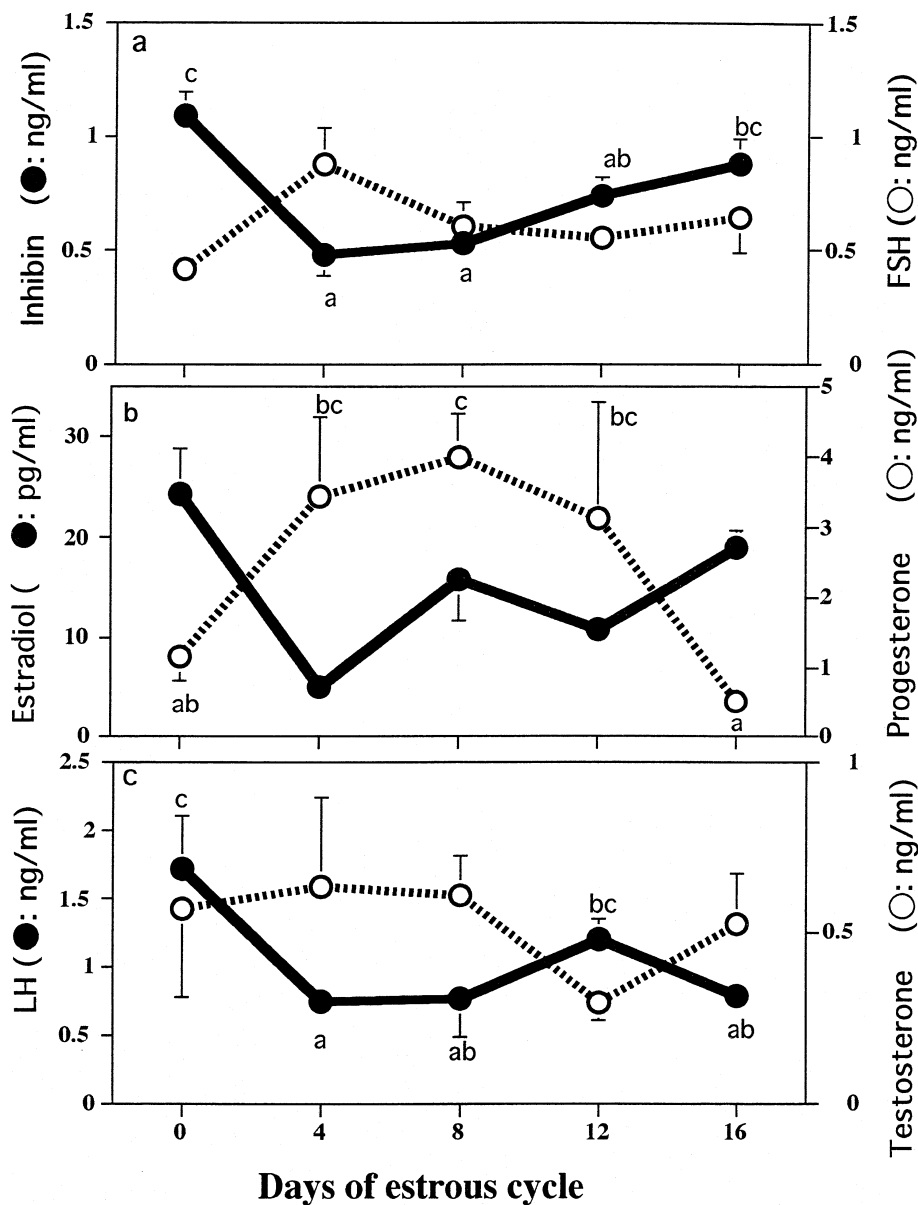 a
1.5
1
0.5
0
Inhibin (●: ng/ml)
1.5
1
0.5
0
FSH (○: ng/ml)
c
a
a
ab
bc
b
30
20
10
0
Estradiol ( ●: pg/ml)
5
4
3
2
1
0
Progesterone (○: ng/ml)
ab
bc
c
bc
a
c
2.5
2
1.5
1
0.5
0
LH (●: ng/ml)
1
0.5
0
Testosterone (○: ng/ml)
c
a
ab
bc
ab
0 4 8 12 16
Days of estrous cycle